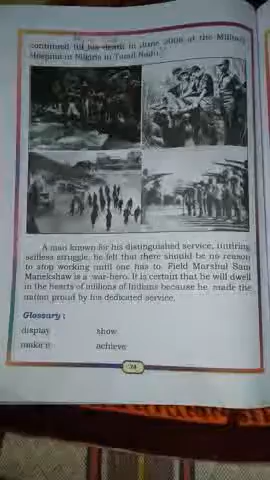 continued till his death in June 2008 at the Military
Hospital in Nilgiris in Tamil Nadu.
A man known for his distinguished service, untiring
selfless struggle, he felt that there should be no reason
to stop working until one has to. Field Marshal Sam
Manekshaw is a war-hero. It is certain that he will dwell
in the hearts of millions of Indians because he made the
nation proud by his dedicated service.
Glossary :
display show
make it achieve
74